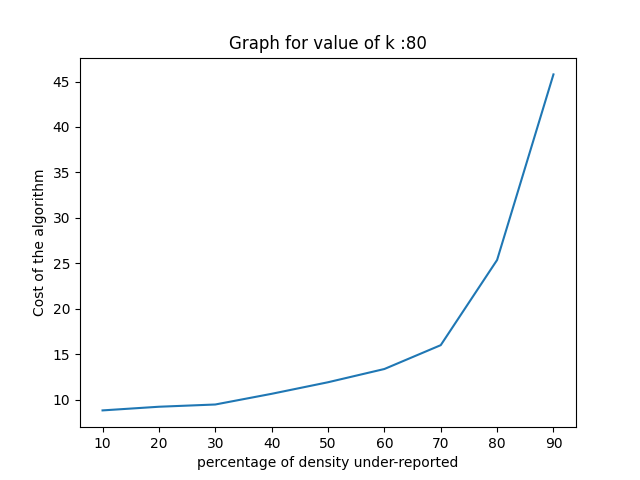 Graph for value of k :80
45
40
35
30
25
20
15
10
Cost of the algorithm
10 20 30 40 50 60 70 80 90
percentage of density under-reported